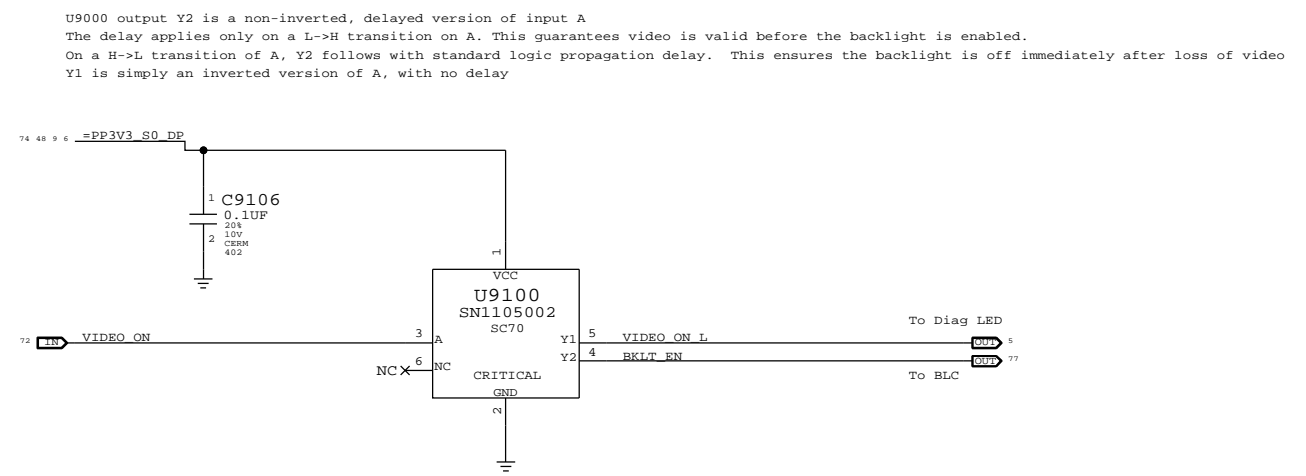 U9000 output Y2 is a non-inverted, delayed version of input A
The delay applies only on a L->H transition on A. This guarantees video is valid before the backlight is enabled.
On a H->L transition of A, Y2 follows with standard logic propagation delay.  This ensures the backlight is off immediately after loss of video
Y1 is simply an inverted version of A, with no delay
74 48 9 6 =PP3V3_S0_DP
1 C9106
0.1UF
20%
2 10V
CERM
402
1
VCC
U9100
SN1105002
SC70
To Diag LED
72 IN VIDEO_ON 3 A Y1 5 VIDEO_ON_L OUT 5
NC 6 NC Y2 4 BKLT_EN OUT 77
CRITICAL
To BLC
GND
2